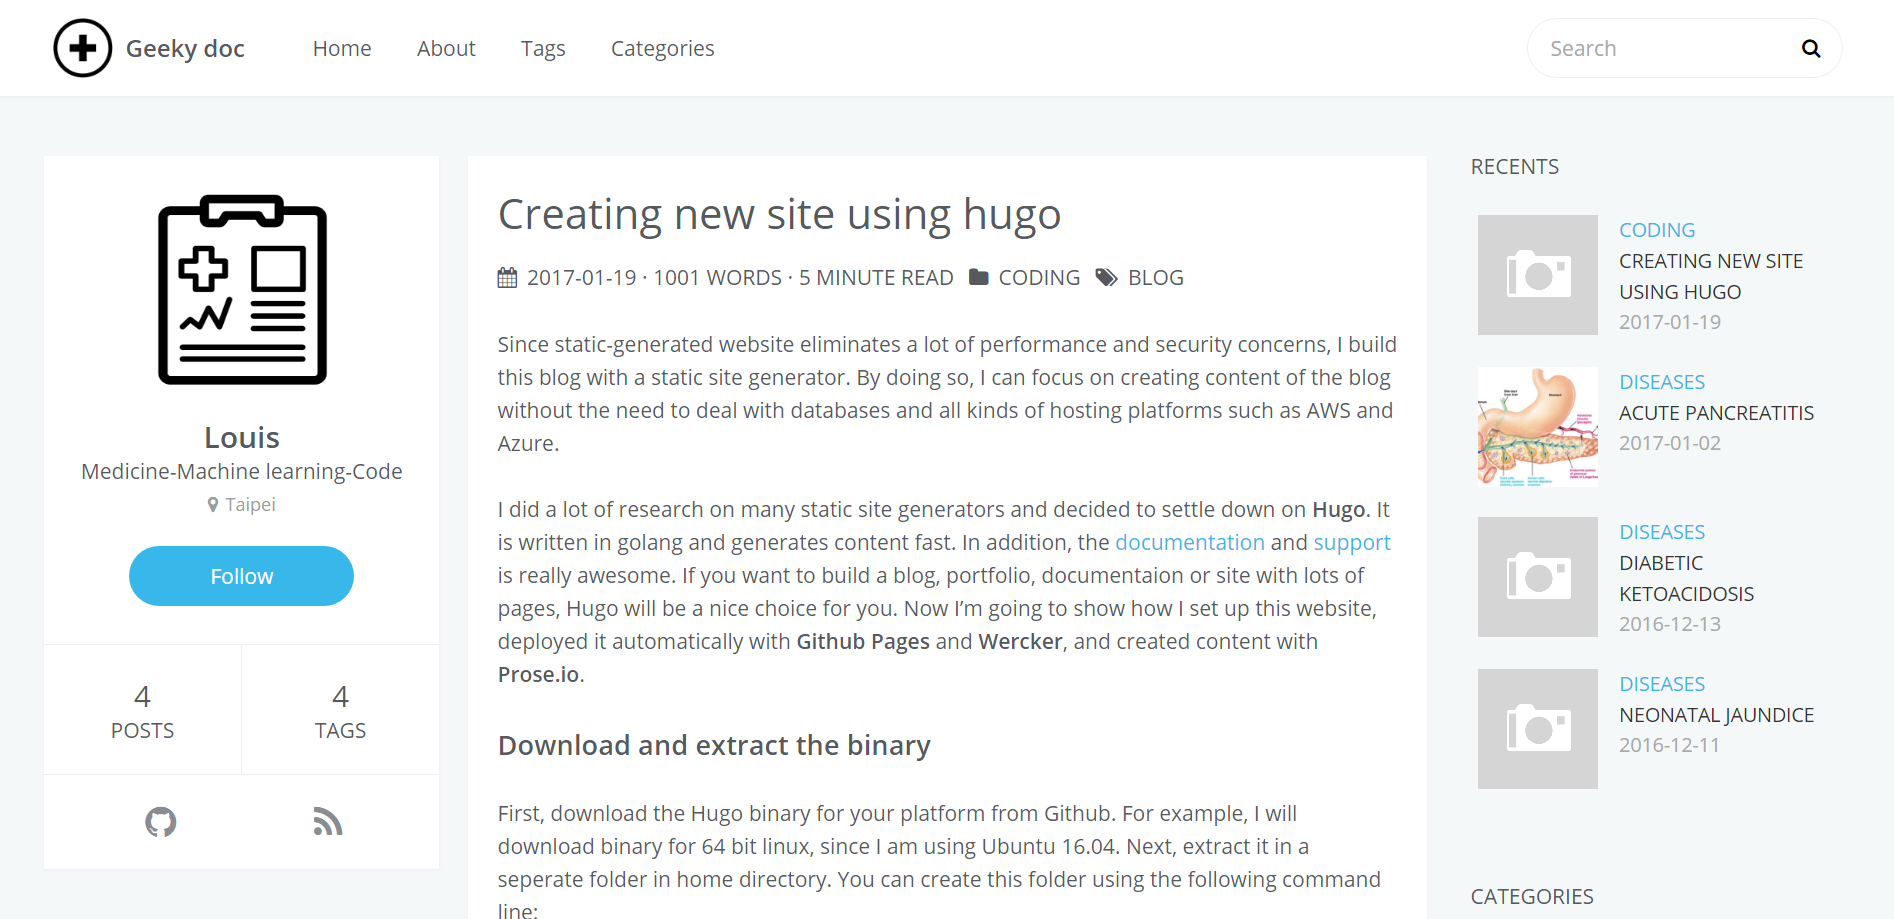 Geeky doc
Home
About
Tags
Categories
Search
Louis
Medicine-Machine learning-Code
Taipei
Follow
4
POSTS
4
TAGS
Creating new site using hugo
2017-01-19 · 1001 WORDS · 5 MINUTE READ CODING BLOG
Since static-generated website eliminates a lot of performance and security concerns, I build
this blog with a static site generator. By doing so, I can focus on creating content of the blog
without the need to deal with databases and all kinds of hosting platforms such as AWS and
Azure.
I did a lot of research on many static site generators and decided to settle down on Hugo. It
is written in golang and generates content fast. In addition, the documentation and support
is really awesome. If you want to build a blog, portfolio, documentaion or site with lots of
pages, Hugo will be a nice choice for you. Now I’m going to show how I set up this website,
deployed it automatically with Github Pages and Wercker, and created content with
Prose.io.
Download and extract the binary
First, download the Hugo binary for your platform from Github. For example, I will
download binary for 64 bit linux, since I am using Ubuntu 16.04. Next, extract it in a
seperate folder in home directory. You can create this folder using the following command
line:
RECENTS
CODING
CREATING NEW SITE
USING HUGO
2017-01-19
DISEASES
ACUTE PANCREATITIS
2017-01-02
DISEASES
DIABETIC
KETOACIDOSIS
2016-12-13
DISEASES
NEONATAL JAUNDICE
2016-12-11
CATEGORIES